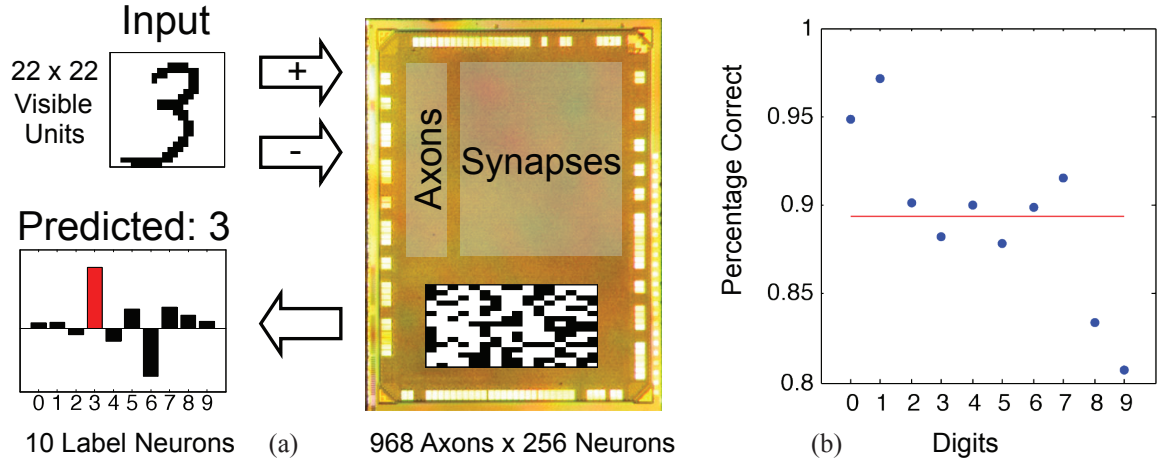 Input
22 x 22
Visible
Units
+
-
Axons
Synapses
Predicted: 3
0 1 2 3 4 5 6 7 8 9
10 Label Neurons
(a)
968 Axons x 256 Neurons
1
0.95
0.9
0.85
0.8
Percentage Correct
0 1 2 3 4 5 6 7 8 9
(b)
Digits